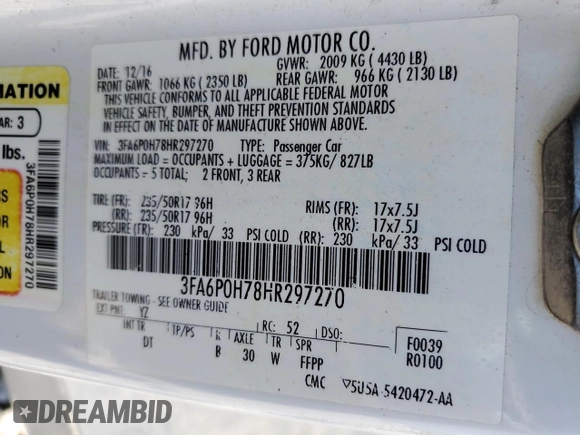 MFD. BY FORD MOTOR CO.
DATE: 12/16
GVWR: 2009 KG ( 4430 LB)
FRONT GAWR: 1066 KG ( 2350 LB)
REAR GAWR: 966 KG ( 2130 LB)
THIS VEHICLE CONFORMS TO ALL APPLICABLE FEDERAL MOTOR
VEHICLE SAFETY, BUMPER, AND THEFT PREVENTION STANDARDS
IN EFFECT ON THE DATE OF MANUFACTURE SHOWN ABOVE.
VIN: 3FA6P0H78HR297270 TYPE: Passenger Car
MAXIMUM LOAD = OCCUPANTS + LUGGAGE = 375KG/ 827LB
OCCUPANTS = 5 TOTAL; 2 FRONT, 3 REAR
TIRE (FR): 235/50R17 96H RIMS (FR): 17x7.5J
(RR): 235/50R17 96H (RR): 17x7.5J
PRESSURE (FR): 230 kPa/ 33 PSI COLD (RR): 230 kPa/ 33 PSI COLD
3FA6P0H78HR297270
TRAILER TOWING - SEE OWNER GUIDE
EXT PNT: YZ RC: 52 DSO:
INT TR TP/PS R AXLE TR SPR
DT B 30 W FFPP
F0039
R0100
CMC 5U5A-5420472-AA
MATION
AR: 3
lbs.
3FA6P0H78HR297270
S
OR
ION
DREAMBID